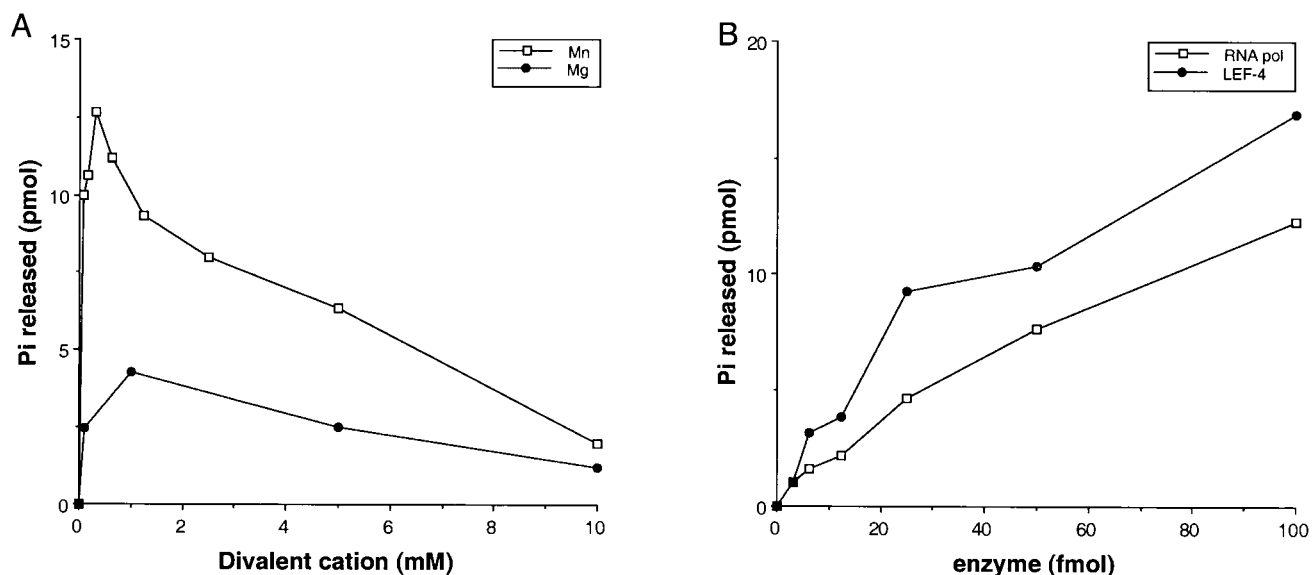 A
15
10
5
0
Pi released (pmol)
Mn
Mg
0
2
4
6
8
10
Divalent cation (mM)
B
20
10
0
Pi released (pmol)
RNA pol
LEF-4
0
20
40
60
80
100
enzyme (fmol)